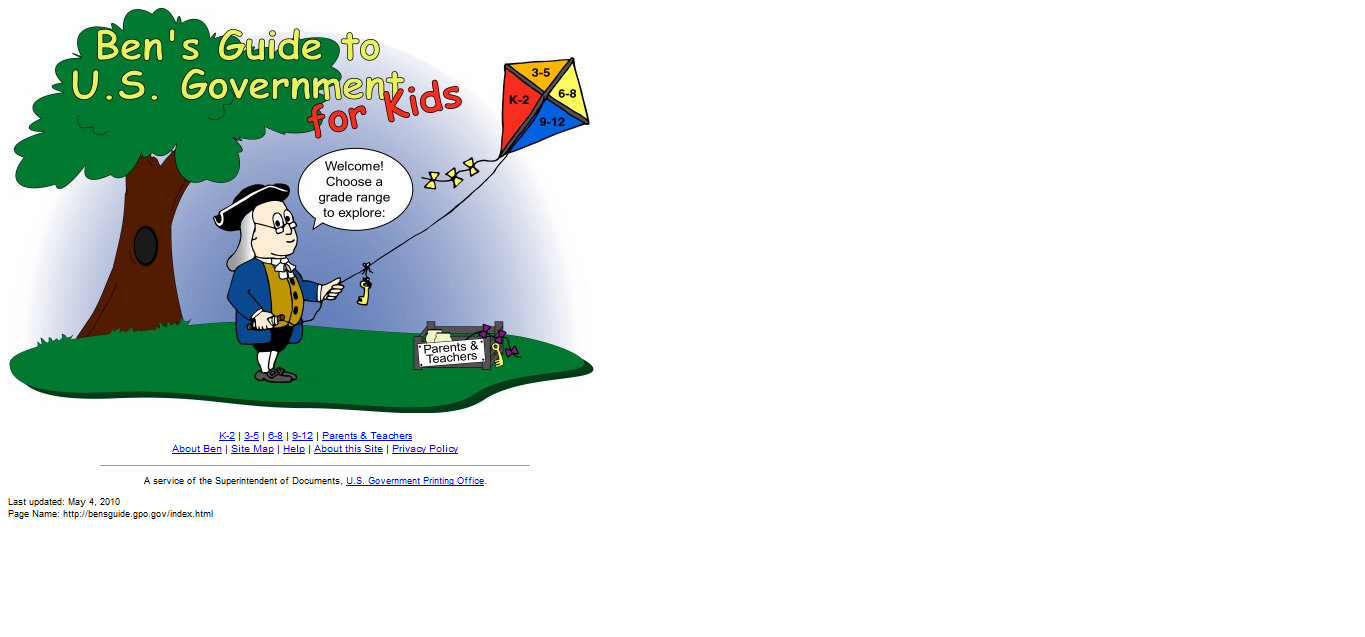 Ben's Guide to
U.S. Government
for Kids
3-5
K-2
6-8
9-12
Welcome!
Choose a
grade range
to explore:
Parents &
Teachers
K-2 | 3-5 | 6-8 | 9-12 | Parents & Teachers
About Ben | Site Map | Help | About this Site | Privacy Policy
A service of the Superintendent of Documents, U.S. Government Printing Office.
Last updated: May 4, 2010
Page Name: http://bensguide.gpo.gov/index.html